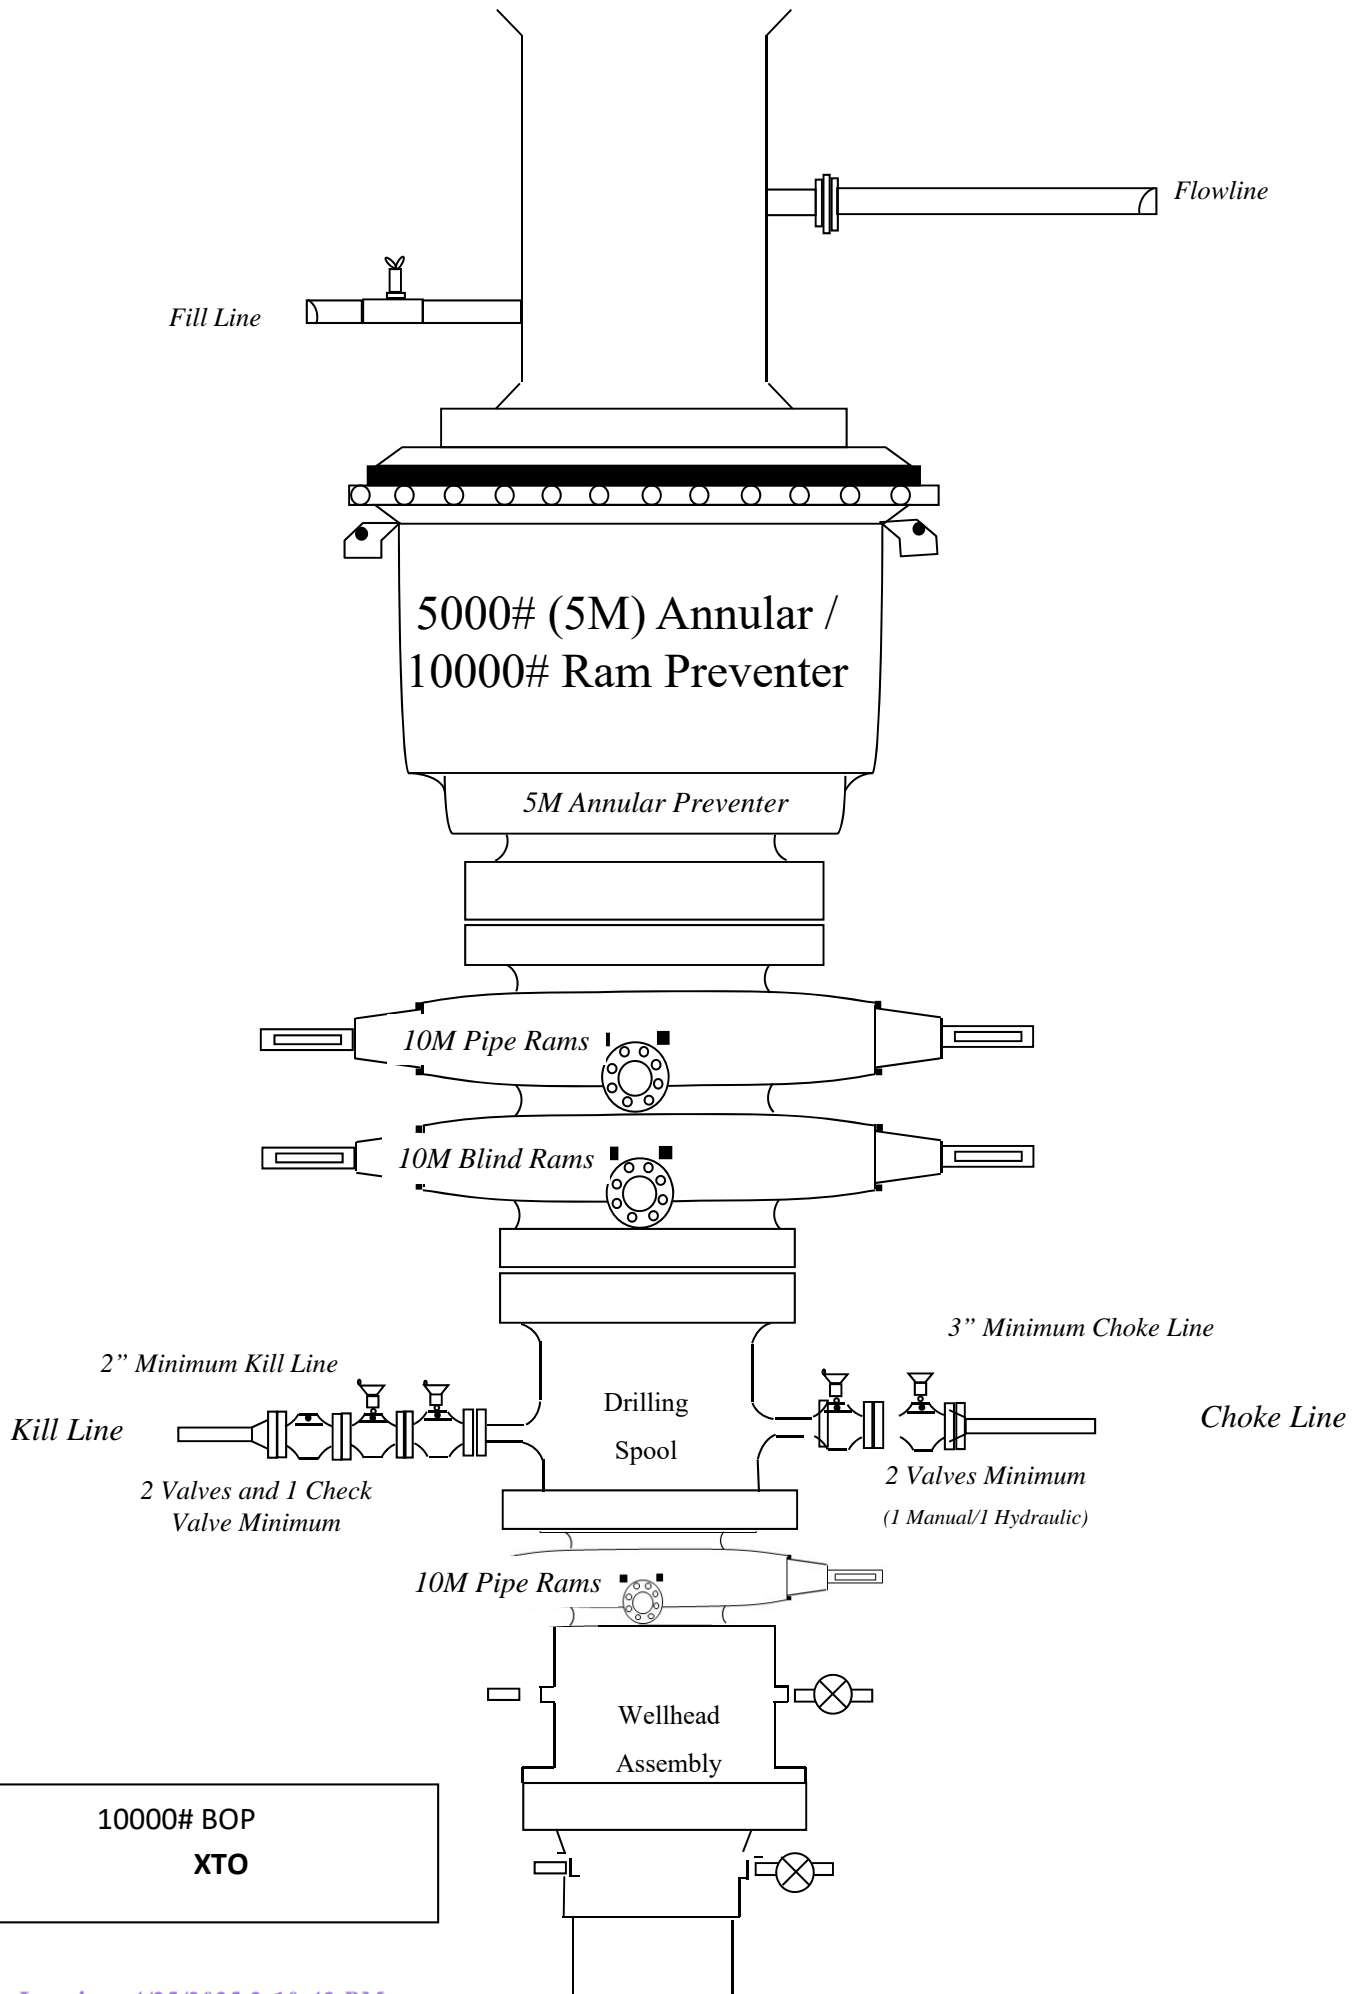 Flowline
Fill Line
5000# (5M) Annular /
10000# Ram Preventer
5M Annular Preventer
10M Pipe Rams
10M Blind Rams
3” Minimum Choke Line
2” Minimum Kill Line
Drilling
Spool
Kill Line
Choke Line
2 Valves and 1 Check
Valve Minimum
2 Valves Minimum
(1 Manual/1 Hydraulic)
10M Pipe Rams
Wellhead
Assembly
10000# BOP
XTO